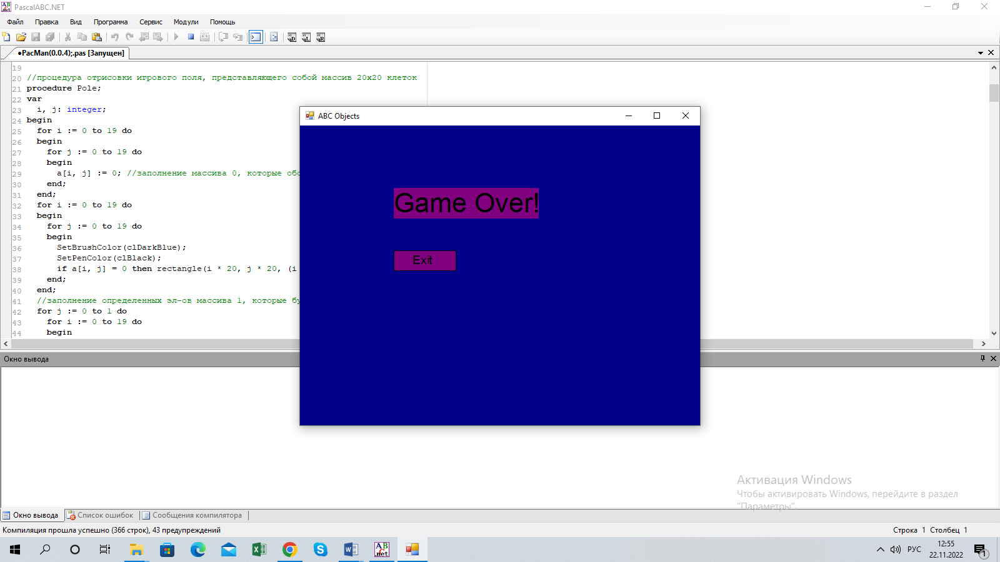 PascalABC.NET
Файл Правка Вид Программа Сервис Модули Помощь
•PacMan(0.0.4);.pas [Запущен]
19
20 //процедура отрисовки игрового поля, представляющего собой массив 20x20 клеток
21 procedure Pole;
22 var
23 i, j: integer;
24 begin
25 for i := 0 to 19 do
26 begin
27 for j := 0 to 19 do
28 begin
29 a[i, j] := 0; //заполнение массива 0, которые обо
30 end;
31 end;
32 for i := 0 to 19 do
33 begin
34 for j := 0 to 19 do
35 begin
36 SetBrushColor(clDarkBlue);
37 SetPenColor(clBlack);
38 if a[i, j] = 0 then rectangle(i * 20, j * 20, (i
39 end;
40 end;
41 //заполнение определенных эл-ов массива 1, которые бу
42 for j := 0 to 1 do
43 for i := 0 to 19 do
44 begin
ABC Objects
Game Over!
Exit
Окно вывода
Активация Windows
Чтобы активировать Windows, перейдите в раздел
"Параметры".
Окно вывода Список ошибок Сообщения компилятора
Компиляция прошла успешно (366 строк), 43 предупреждений
Строка 1 Столбец 1
РУС
12:55
22.11.2022
1